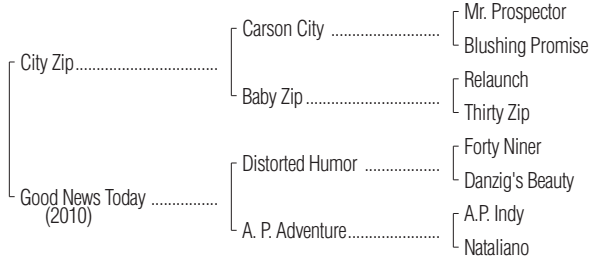 Mr. Prospector
Carson City ......................
Blushing Promise
City Zip.............................
Relaunch
Baby Zip...........................
Thirty Zip
Forty Niner
Distorted Humor ...............
Danzig's Beauty
Good News Today .............
(2010)
A.P. Indy
A. P. Adventure..................
Nataliano